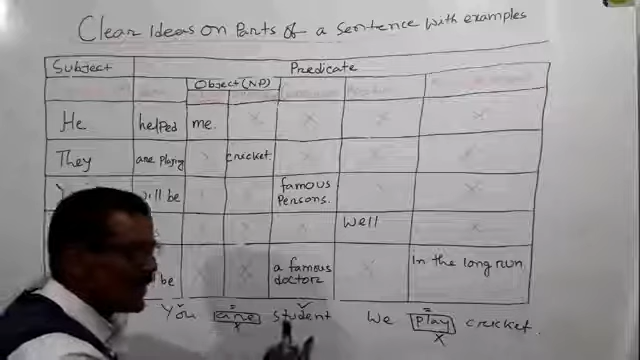 Clear Ideas on Parts of a Sentence with examples
Subject Predicate
Object (NP)
He helped me. x x x x
They are playing x cricket. x x x
will be famous Persons. x x
Well x
be x x a famous doctor x in the long run
You are student We play cricket.
x x